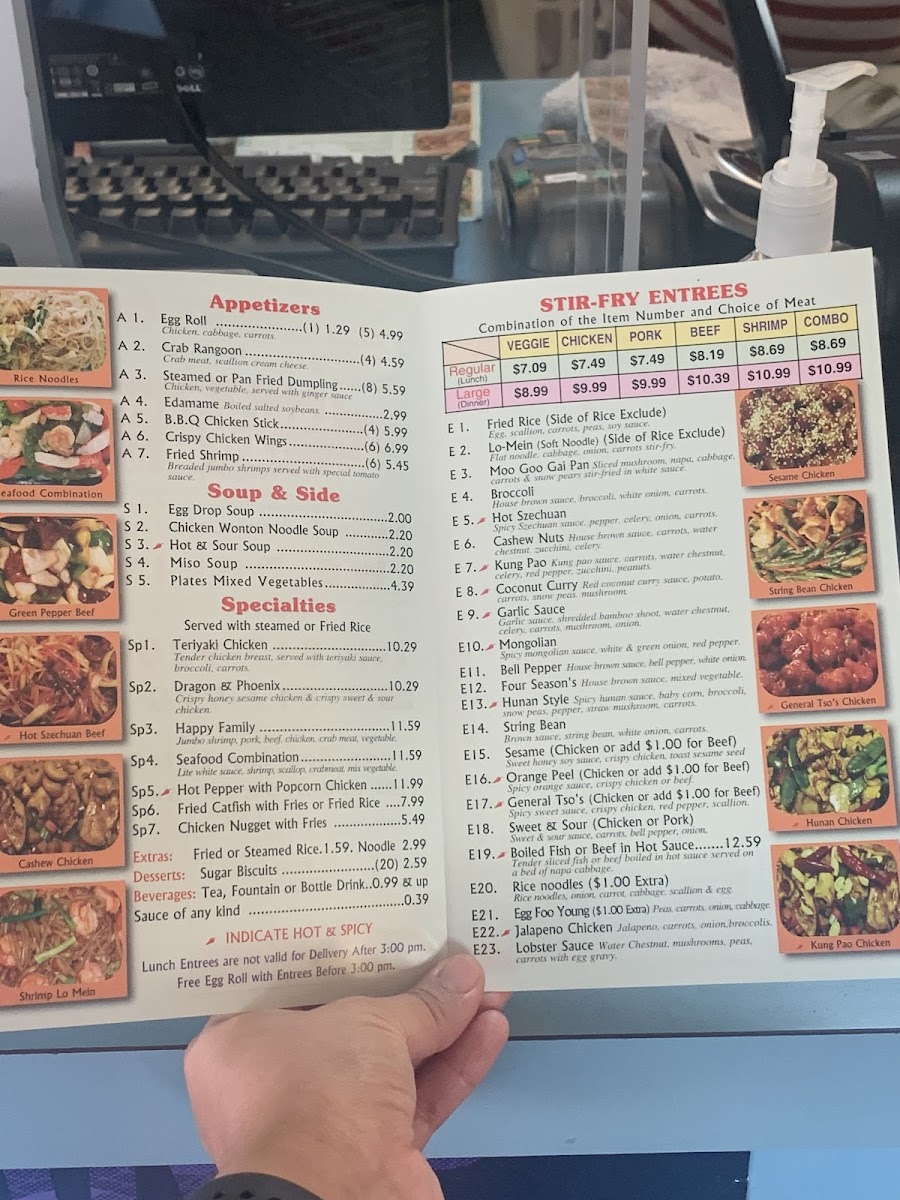 DELL
Rice Noodles
eafood Combination
Green Pepper Beef
Hot Szechuan Beef
Cashew Chicken
Shrimp Lo Mein
Appetizers
A 1. Egg Roll ......................(1) 1.29 (5) 4.99
Chicken, cabbage, carrots.
A 2. Crab Rangoon ..............................(4) 4.59
Crab meat, scallion cream cheese.
A 3. Steamed or Pan Fried Dumpling......(8) 5.59
Chicken, vegetable, served with ginger sauce
A 4. Edamame Boiled salted soybeans. ...............2.99
A 5. B.B.Q Chicken Stick......................(4) 5.99
A 6. Crispy Chicken Wings....................(6) 6.99
A 7. Fried Shrimp ................................(6) 5.45
Breaded jumbo shrimps served with special tomato
sauce.
Soup & Side
S 1. Egg Drop Soup ................................2.00
S 2. Chicken Wonton Noodle Soup ...........2.20
S 3. Hot & Sour Soup ............................2.20
S 4. Miso Soup ....................................2.20
S 5. Plates Mixed Vegetables.................4.39
Specialties
Served with steamed or Fried Rice
Sp1. Teriyaki Chicken ...........................10.29
Tender chicken breast, served with teriyaki sauce,
broccoli, carrots.
Sp2. Dragon & Phoenix.........................10.29
Crispy honey sesame chicken & crispy sweet & sour
chicken.
Sp3. Happy Family ................................11.59
Jumbo shrimp, pork, beef, chicken, crab meat, vegetable.
Sp4. Seafood Combination......................11.59
Lite white sauce, shrimp, scallop, crabmeat, mix vegetable.
Sp5. Hot Pepper with Popcorn Chicken ......11.99
Sp6. Fried Catfish with Fries or Fried Rice ....7.99
Sp7. Chicken Nugget with Fries ................5.49
Extras: Fried or Steamed Rice.1.59. Noodle 2.99
Desserts: Sugar Biscuits ......................(20) 2.59
Beverages: Tea, Fountain or Bottle Drink..0.99 & up
Sauce of any kind ....................................0.39
INDICATE HOT & SPICY
Lunch Entrees are not valid for Delivery After 3:00 pm.
Free Egg Roll with Entrees Before 3:00 pm.
STIR-FRY ENTREES
Combination of the Item Number and Choice of Meat
VEGGIE CHICKEN PORK BEEF SHRIMP COMBO
Regular (Lunch) $7.09 $7.49 $7.49 $8.19 $8.69 $8.69
Large (Dinner) $8.99 $9.99 $9.99 $10.39 $10.99 $10.99
E 1. Fried Rice (Side of Rice Exclude)
Egg, scallion, carrots, peas, soy sauce.
E 2. Lo-Mein (Soft Noodle) (Side of Rice Exclude)
Flat noodle, cabbage, onion, carrots stir-fry.
E 3. Moo Goo Gai Pan Sliced mushroom, napa, cabbage,
carrots & snow pears stir-fried in white sauce.
E 4. Broccoli
House brown sauce, broccoli, white onion, carrots.
E 5. Hot Szechuan
Spicy Szechuan sauce, pepper, celery, onion, carrots.
E 6. Cashew Nuts House brown sauce, carrots, water
chestnut, zucchini, celery.
E 7. Kung Pao Kung pao sauce, carrots, water chestnut,
celery, red pepper, zucchini, peanuts.
E 8. Coconut Curry Red coconut curry sauce, potato,
carrots, snow peas, mushroom.
E 9. Garlic Sauce
Garlic sauce, shredded bamboo shoot, water chestnut,
celery, carrots, mushroom, onion.
E10. Mongolian
Spicy mongolian sauce, white & green onion, red pepper.
E11. Bell Pepper House brown sauce, bell pepper, white onion.
E12. Four Season's House brown sauce, mixed vegetable.
E13. Hunan Style Spicy hunan sauce, baby corn, broccoli,
snow peas, pepper, straw mushroom, carrots.
E14. String Bean
Brown sauce, string bean, white onion, carrots.
E15. Sesame (Chicken or add $1.00 for Beef)
Sweet honey soy sauce, crispy chicken, toast sesame seed
E16. Orange Peel (Chicken or add $1.00 for Beef)
Spicy orange sauce, crispy chicken or beef.
E17. General Tso's (Chicken or add $1.00 for Beef)
Spicy sweet sauce, crispy chicken, red pepper, scallion.
E18. Sweet & Sour (Chicken or Pork)
Sweet & sour sauce, carrots, bell pepper, onion.
E19. Boiled Fish or Beef in Hot Sauce.......12.59
Tender sliced fish or beef boiled in hot sauce served on
a bed of napa cabbage.
E20. Rice noodles ($1.00 Extra)
Rice noodles, onion, carrot, cabbage, scallion & egg.
E21. Egg Foo Young ($1.00 Extra) Peas, carrots, onion, cabbage.
E22. Jalapeno Chicken Jalapeno, carrots, onion,broccolis.
E23. Lobster Sauce Water Chestnut, mushrooms, peas,
carrots with egg gravy.
Sesame Chicken
String Bean Chicken
General Tso's Chicken
Hunan Chicken
Kung Pao Chicken